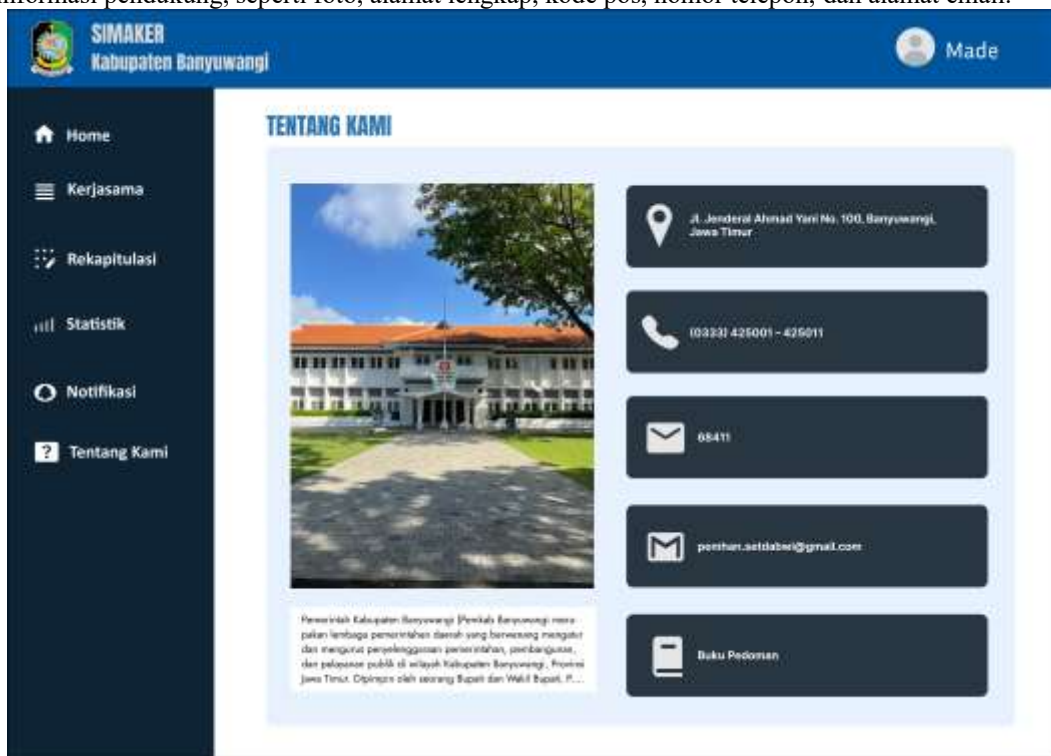 informasi pendukung, seperti foto, alamat lengkap, kode pos, nomor telepon, dan alamat email.
SIMAKER
Kabupaten Banyuwangi
Made
Home
Kerjasama
Rekapitulasi
Statistik
Notifikasi
Tentang Kami
TENTANG KAMI
Pemerintah Kabupaten Banyuwangi (Pemkab Banyuwangi) meru-
pakan lembaga pemerintahan daerah yang berwenang mengatur
dan mengurus penyelenggaraan pemerintahan, pembangunan,
dan pelayanan publik di wilayah Kabupaten Banyuwangi, Provinsi
Jawa Timur. Dipimpin oleh seorang Bupati dan Wakil Bupati, P...
Jl. Jenderal Ahmad Yani No. 100, Banyuwangi,
Jawa Timur
(0333) 425001 - 425011
68411
Buku Pedoman